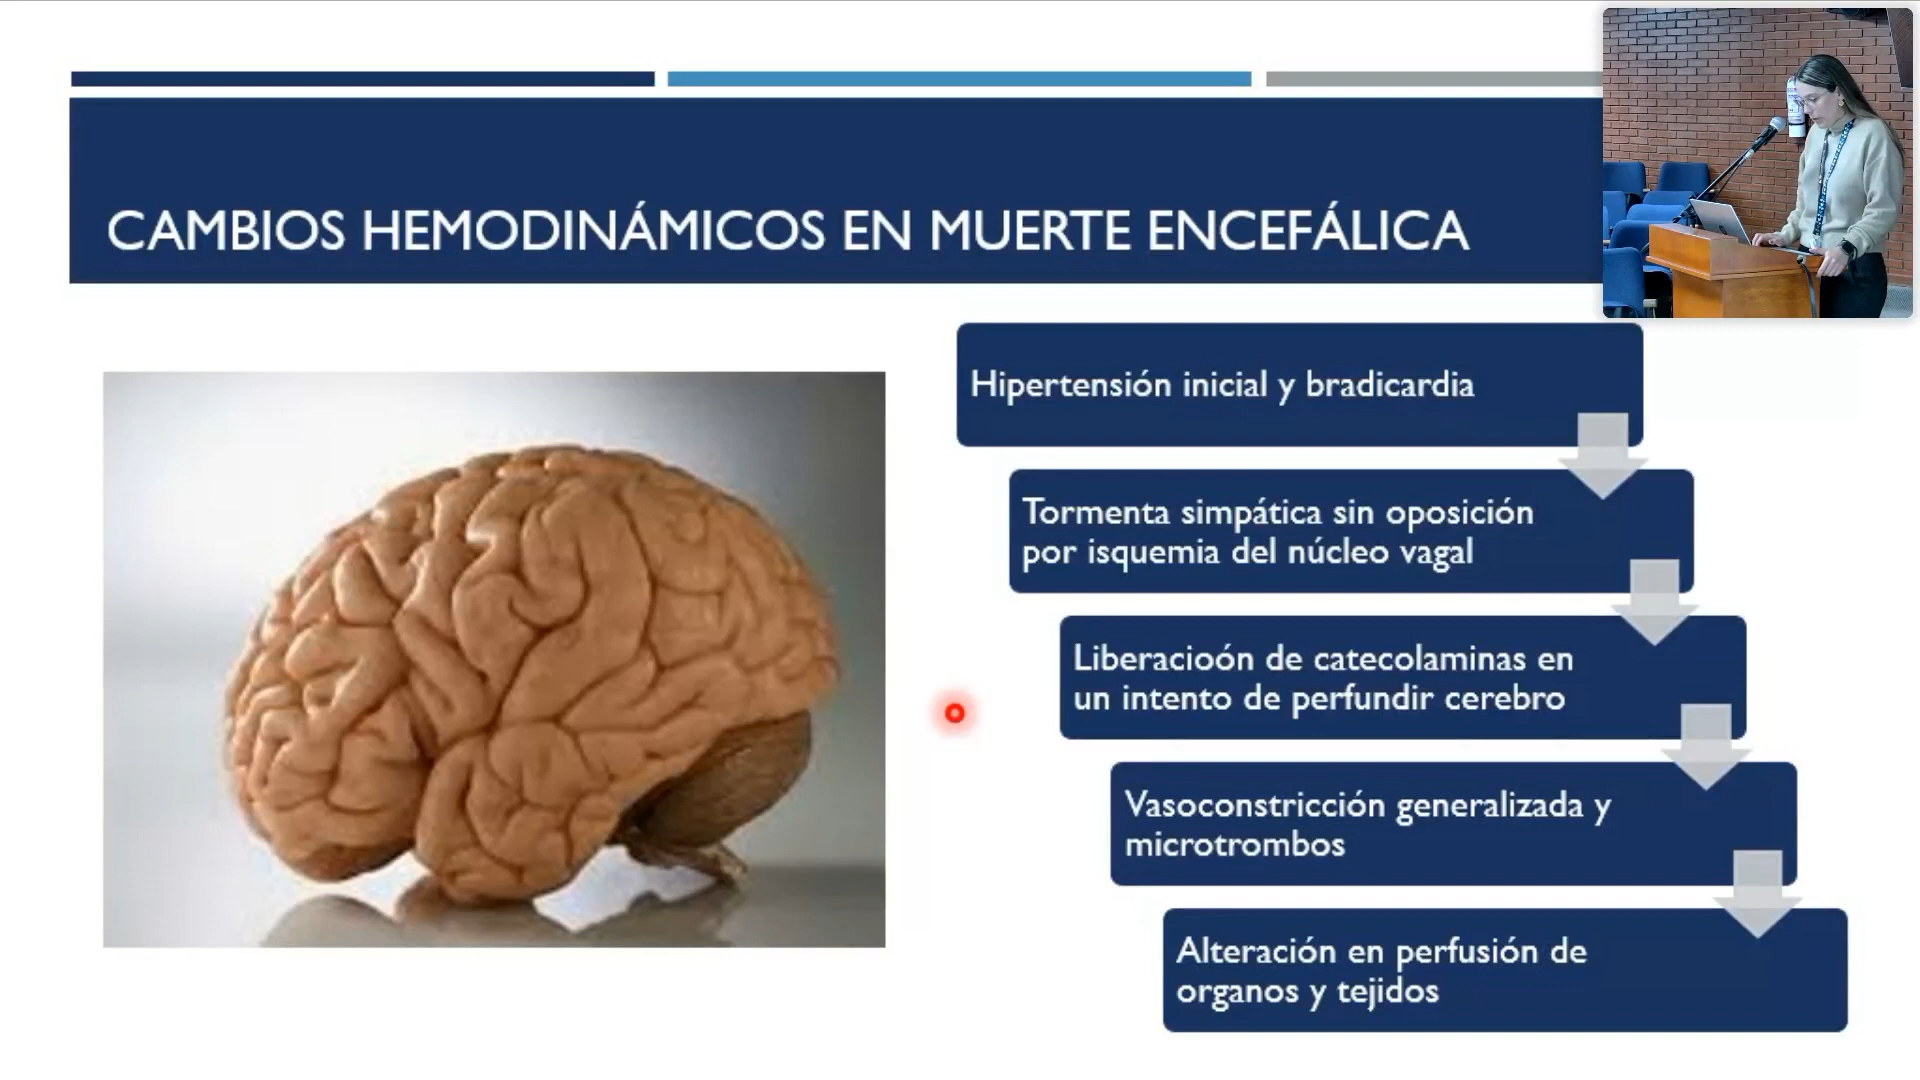 CAMBIOS HEMODINÁMICOS EN MUERTE ENCEFÁLICA
Hipertensión inicial y bradicardia
Tormenta simpática sin oposición
por isquemia del núcleo vagal
Liberacioón de catecolaminas en
un intento de perfundir cerebro
Vasoconstricción generalizada y
microtrombos
Alteración en perfusión de
organos y tejidos